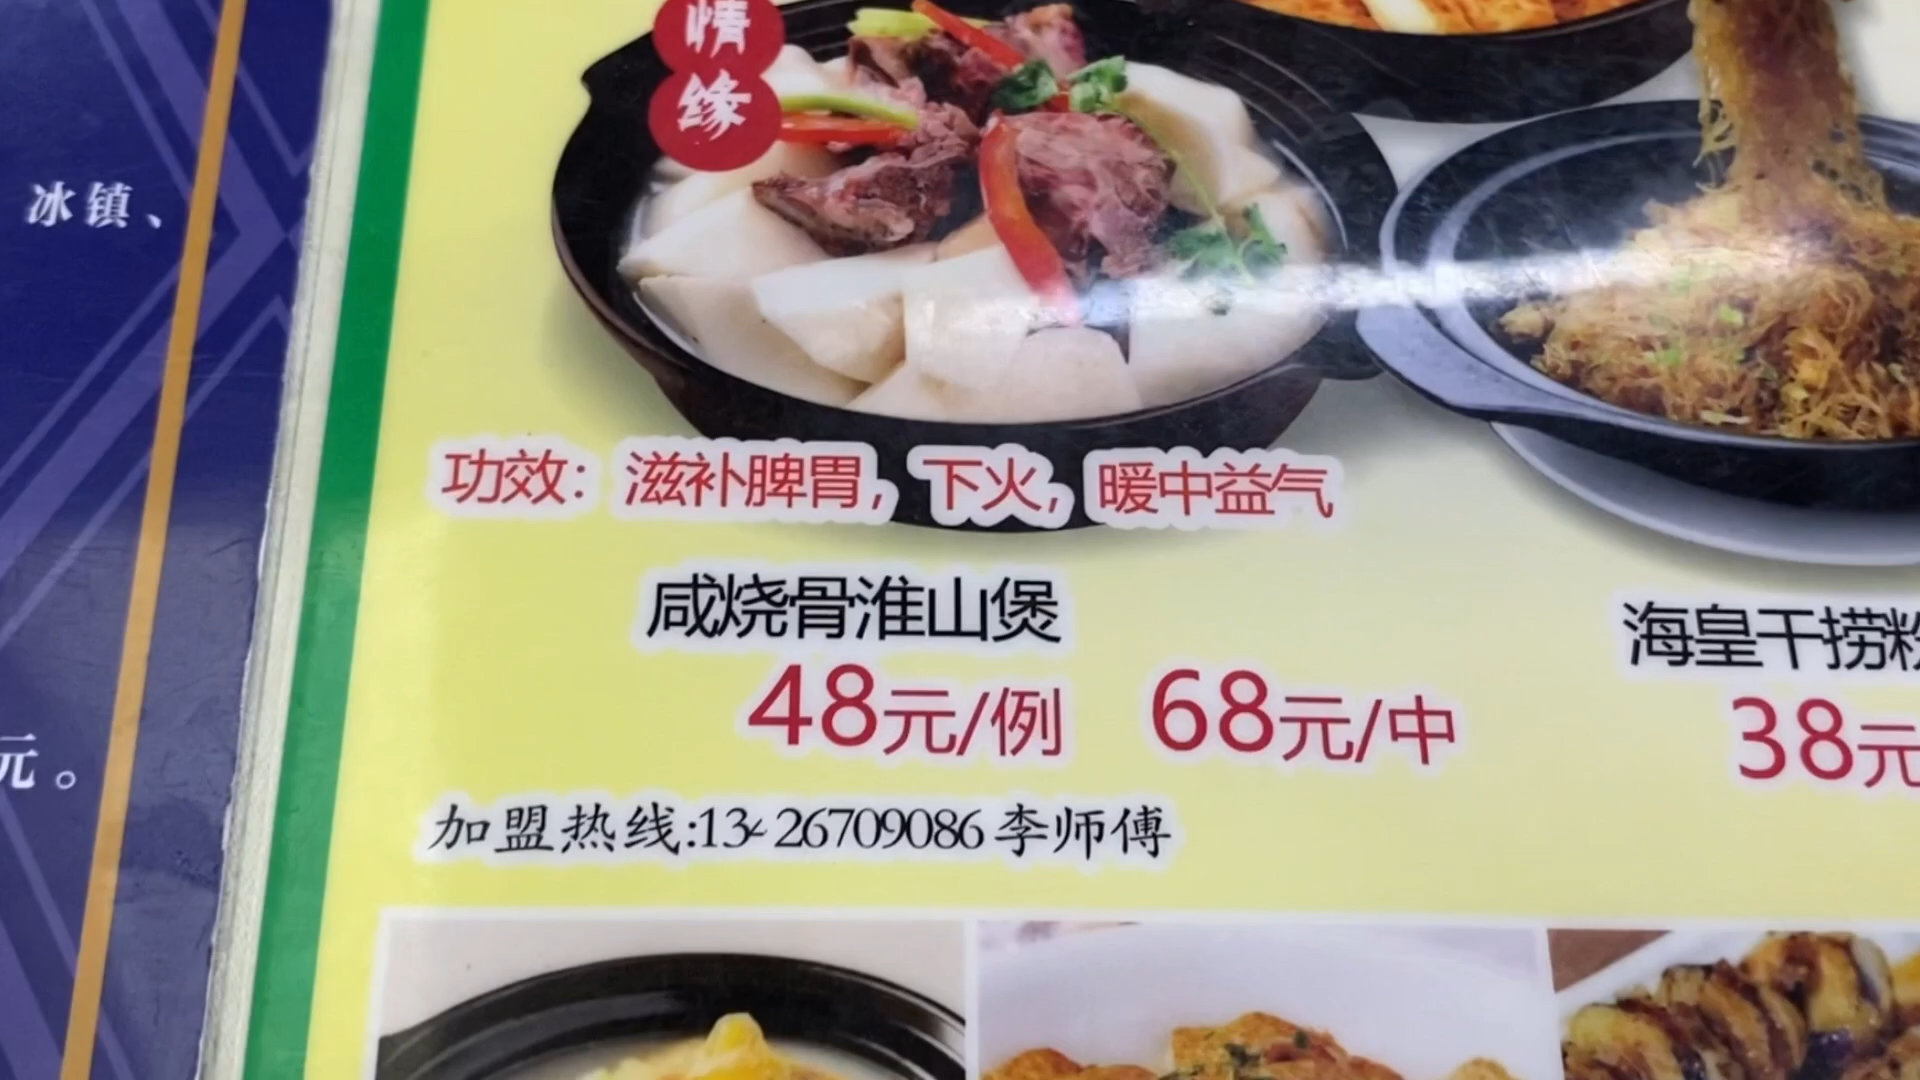 情
缘
冰镇、
功效：滋补脾胃，下火，暖中益气
咸烧骨淮山煲
海皇干捞粉
48元/例 68元/中
38元
元。
加盟热线:13 26709086 李师傅